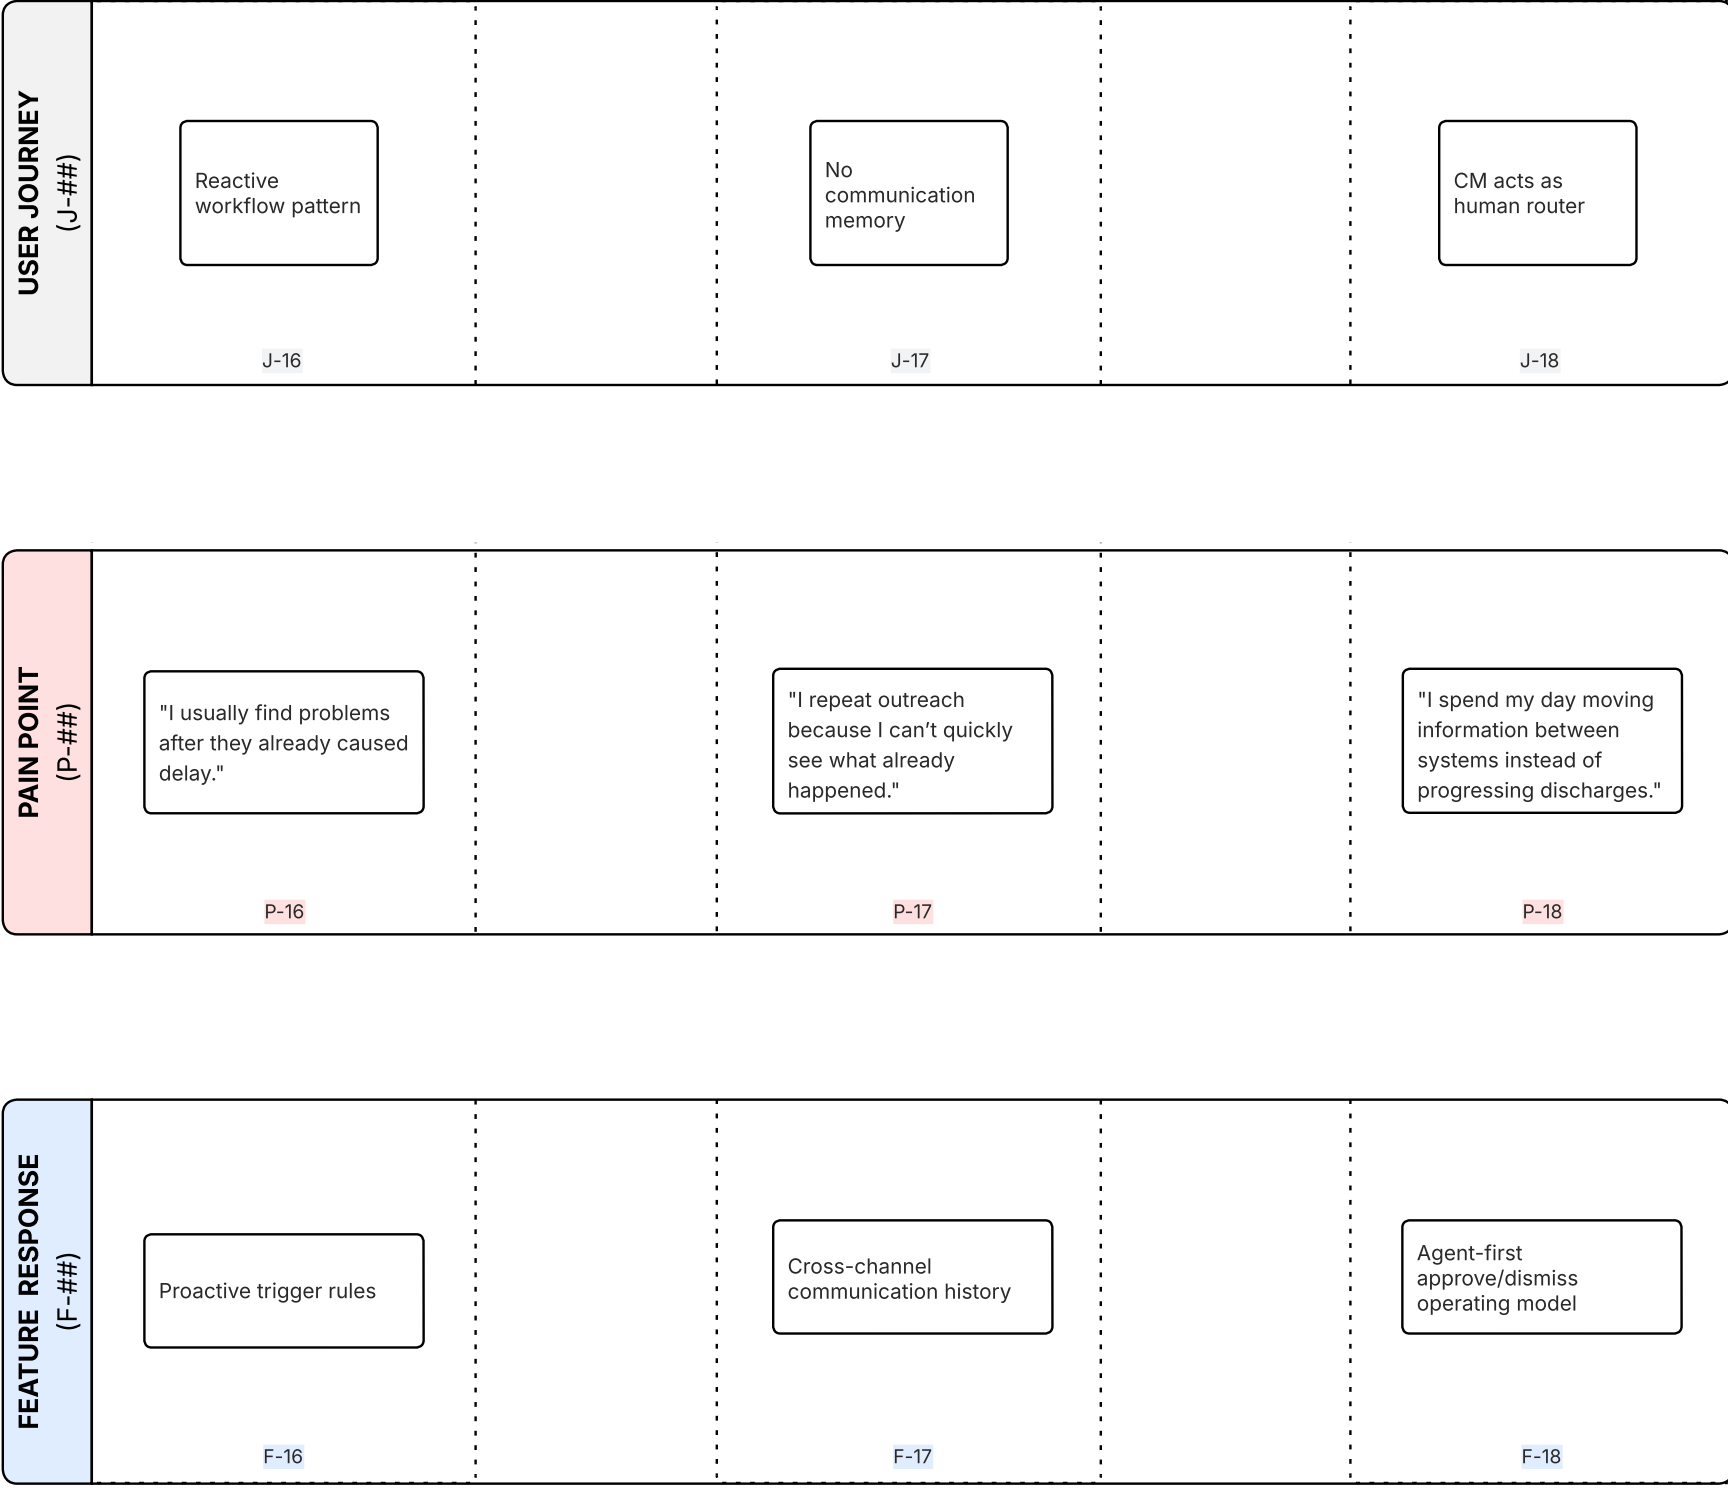 USER JOURNEY
(J-##)
Reactive
workflow pattern
J-16
No
communication
memory
J-17
CM acts as
human router
J-18
PAIN POINT
(P-##)
"I usually find problems
after they already caused
delay."
P-16
"I repeat outreach
because I can’t quickly
see what already
happened."
P-17
"I spend my day moving
information between
systems instead of
progressing discharges."
P-18
FEATURE RESPONSE
(F-##)
Proactive trigger rules
F-16
Cross-channel
communication history
F-17
Agent-first
approve/dismiss
operating model
F-18